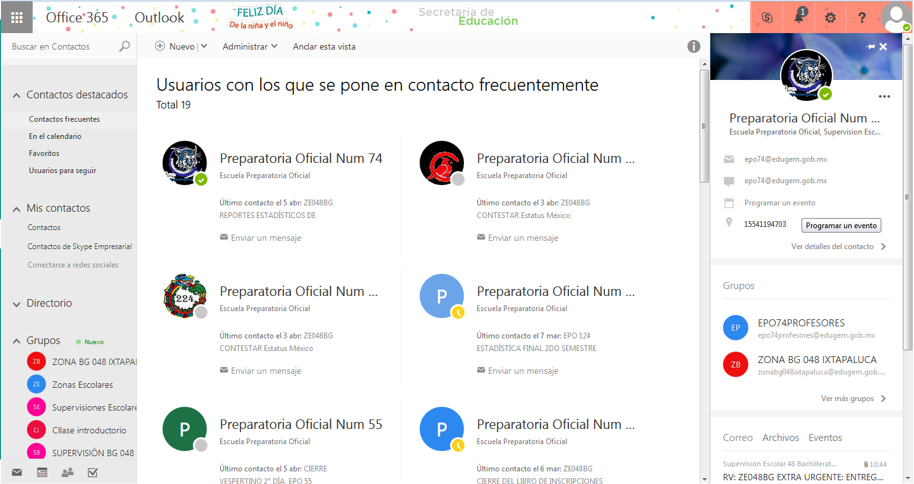 Office 365
Outlook
FELIZ DÍA
De la niña y el niño
Secretaría de
Educación
1
?
Buscar en Contactos
Nuevo
Administrar
Andar esta vista
Contactos destacados
Contactos frecuentes
En el calendario
Favoritos
Usuarios para seguir
Mis contactos
Contactos
Contactos de Skype Empresarial
Conectarse a redes sociales
Directorio
Grupos
Nuevo
ZB ZONA BG 048 IXTAPA
ZE Zonas Escolares
SE Supervisiones Escolare
Cl Cllase introductorio
SB SUPERVISIÓN BG 048
Usuarios con los que se pone en contacto frecuentemente
Total 19
Preparatoria Oficial Num 74
Escuela Preparatoria Oficial
Último contacto el 5 abr: ZE048BG
REPORTES ESTADÍSTICOS DE
Enviar un mensaje
Preparatoria Oficial Num ...
Escuela Preparatoria Oficial
Último contacto el 3 abr: ZE048BG
CONTESTAR Estatus México
Enviar un mensaje
224
Preparatoria Oficial Num ...
Escuela Preparatoria Oficial
Último contacto el 3 abr: ZE048BG
CONTESTAR Estatus México
Enviar un mensaje
P
Preparatoria Oficial Num ...
Escuela Preparatoria Oficial
Último contacto el 7 mar: EPO 124
ESTADÍSTICA FINAL 2DO SEMESTRE
Enviar un mensaje
P
Preparatoria Oficial Num 55
Escuela Preparatoria Oficial
Último contacto el 5 abr: CIERRE
VESPERTINO 2° DÍA, EPO 55
P
Preparatoria Oficial Num ...
Escuela Preparatoria Oficial
Último contacto el 6 mar: ZE048BG
CIERRE DEL LIBRO DE INSCRIPCIONES
Preparatoria Oficial Num ...
Escuela Preparatoria Oficial, Supervision Esc...
epo74@edugem.gob.mx
epo74@edugem.gob.mx
Programar un evento
15541194703
Programar un evento
Ver detalles del contacto
Grupos
EP EPO74PROFESORES
epo74profesores@edugem.gob.mx
ZB ZONA BG 048 IXTAPALUCA
zonabg048ixtapaluca@edugem.gob....
Ver más grupos
Correo Archivos Eventos
Supervision Escolar 48 Bachillerat...
10:44
RV: ZE048BG EXTRA URGENTE: ENTREG...